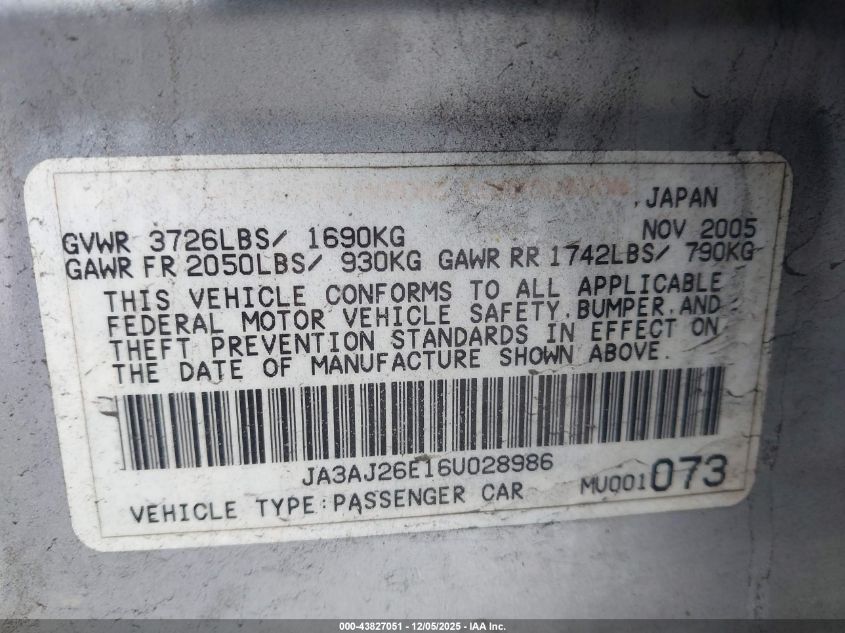 , JAPAN
GVWR 3726LBS/ 1690KG NOV 2005
GAWR FR 2050LBS/ 930KG GAWR RR 1742LBS/ 790KG
THIS VEHICLE CONFORMS TO ALL APPLICABLE
FEDERAL MOTOR VEHICLE SAFETY, BUMPER, AND
THEFT PREVENTION STANDARDS IN EFFECT ON
THE DATE OF MANUFACTURE SHOWN ABOVE.
JA3AJ26E16U028986
VEHICLE TYPE:PASSENGER CAR MU001073
000-43827051 - 12/05/2025 - IAA Inc.